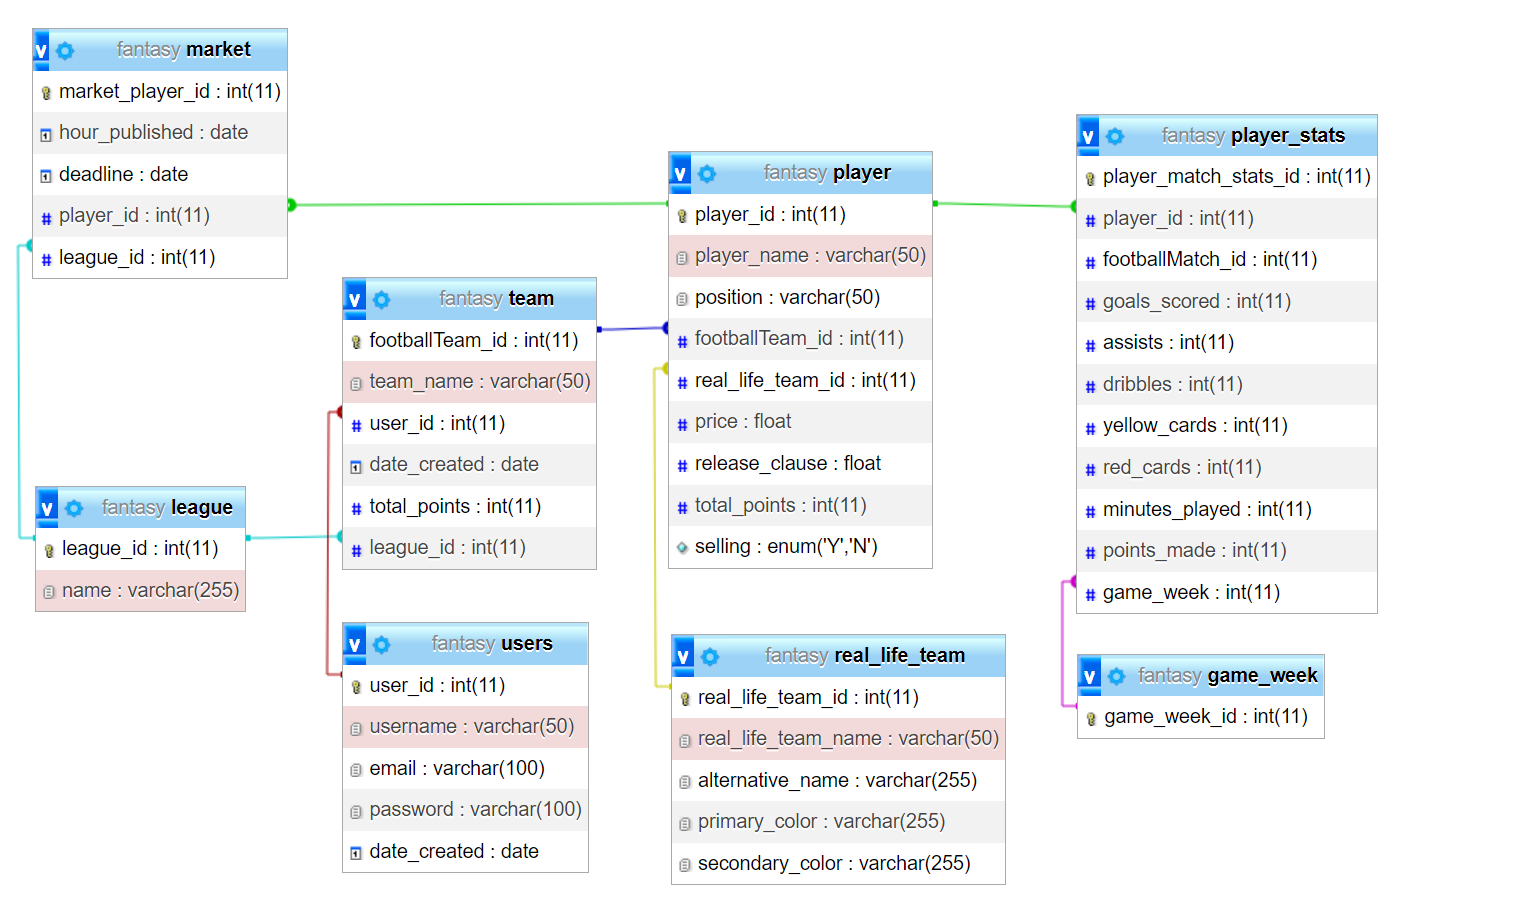 fantasy market
market_player_id : int(11)
hour_published : date
deadline : date
player_id : int(11)
league_id : int(11)
fantasy league
league_id : int(11)
name : varchar(255)
fantasy team
footballTeam_id : int(11)
team_name : varchar(50)
user_id : int(11)
date_created : date
total_points : int(11)
league_id : int(11)
fantasy users
user_id : int(11)
username : varchar(50)
email : varchar(100)
password : varchar(100)
date_created : date
fantasy player
player_id : int(11)
player_name : varchar(50)
position : varchar(50)
footballTeam_id : int(11)
real_life_team_id : int(11)
price : float
release_clause : float
total_points : int(11)
selling : enum('Y','N')
fantasy real_life_team
real_life_team_id : int(11)
real_life_team_name : varchar(50)
alternative_name : varchar(255)
primary_color : varchar(255)
secondary_color : varchar(255)
fantasy player_stats
player_match_stats_id : int(11)
player_id : int(11)
footballMatch_id : int(11)
goals_scored : int(11)
assists : int(11)
dribbles : int(11)
yellow_cards : int(11)
red_cards : int(11)
minutes_played : int(11)
points_made : int(11)
game_week : int(11)
fantasy game_week
game_week_id : int(11)